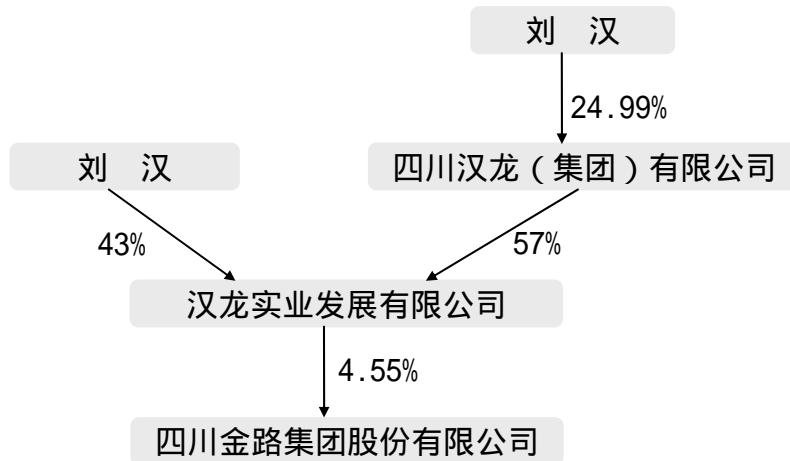 刘 汉
24.99%
刘 汉
四川汉龙（集团）有限公司
43%
57%
汉龙实业发展有限公司
4.55%
四川金路集团股份有限公司